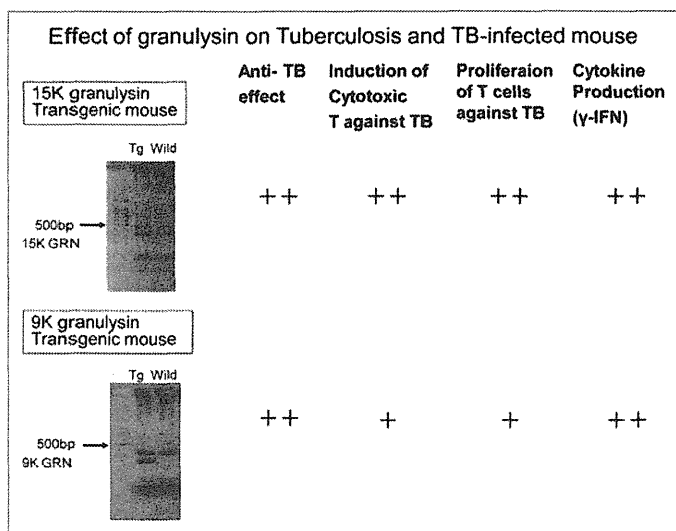 Effect of granulysin on Tuberculosis and TB-infected mouse
Anti- TB effect
Induction of Cytotoxic T against TB
Proliferaion of T cells against TB
Cytokine Production (γ-IFN)
15K granulysin
Transgenic mouse
Tg Wild
500bp
15K GRN
++ ++ ++ ++
9K granulysin
Transgenic mouse
Tg Wild
500bp
9K GRN
++ + + ++